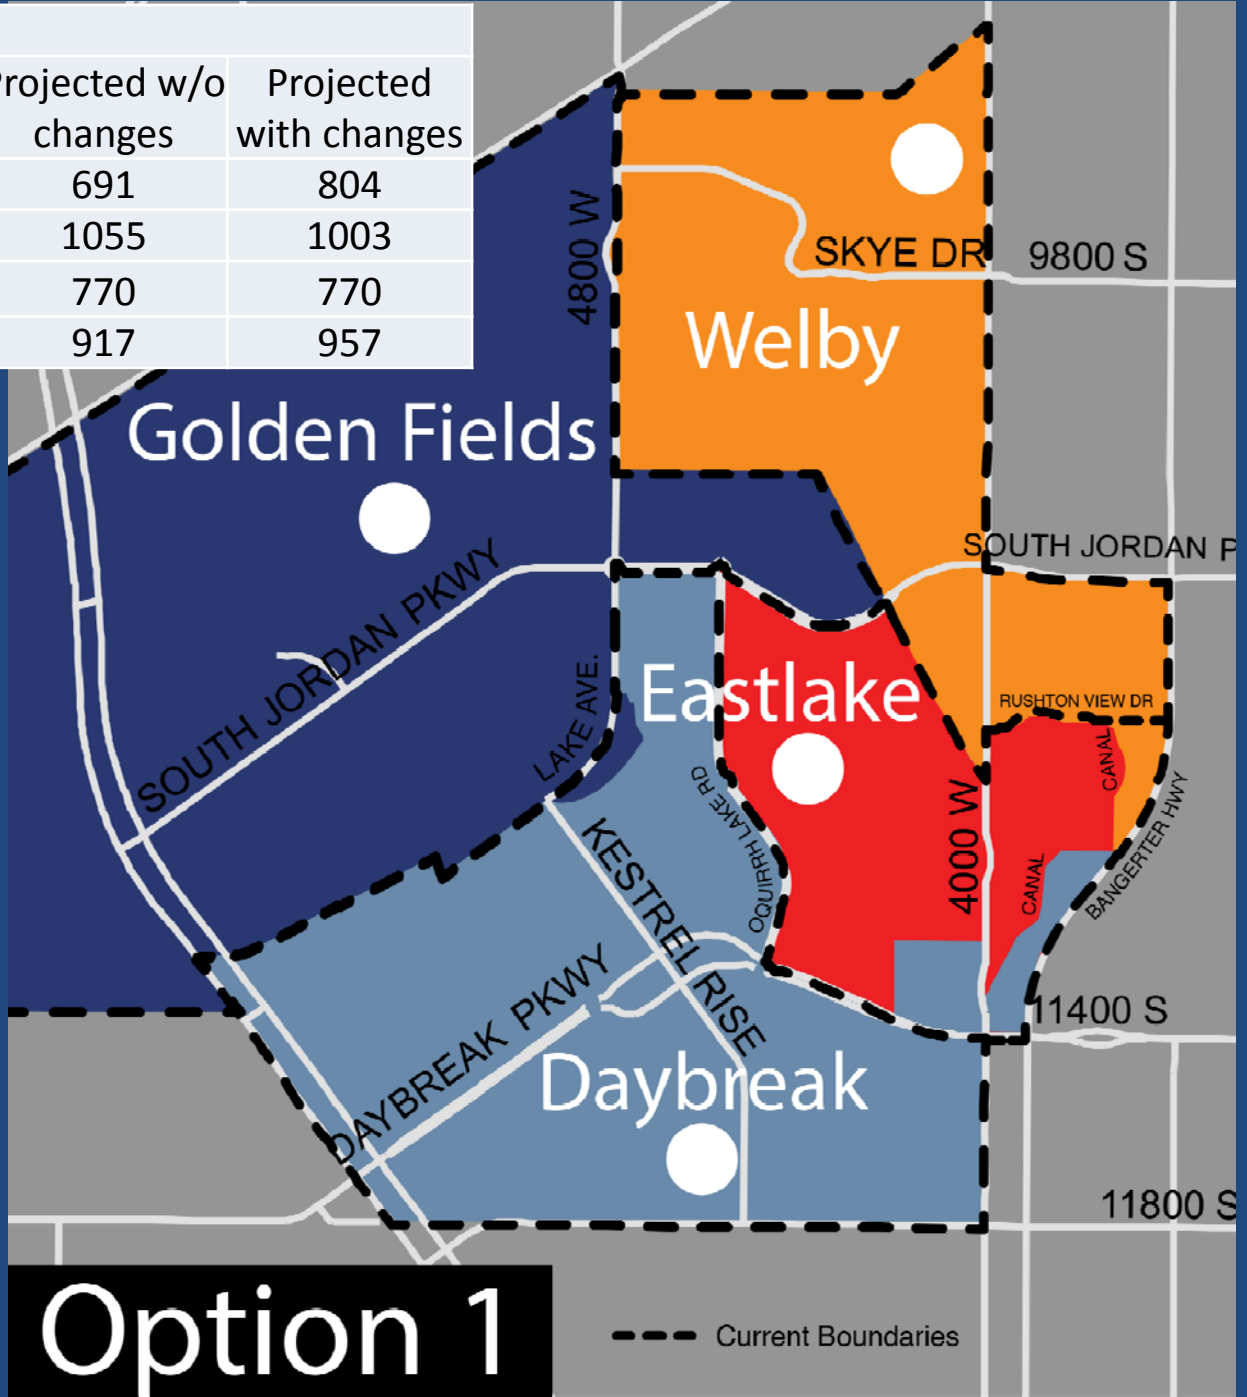 Projected w/o Projected
changes with changes
691 804
1055 1003
770 770
917 957
4800 W
SKYE DR
9800 S
Welby
Golden Fields
SOUTH JORDAN P
SOUTH JORDAN PKWY
LAKE AVE.
Eastlake
RUSHTON VIEW DR
CANAL
OQUIRRH LAKE RD
4000 W
CANAL
BANGERTER HWY
KESTREL RISE
DAYBREAK PKWY
11400 S
Daybreak
11800 S
Option 1
Current Boundaries